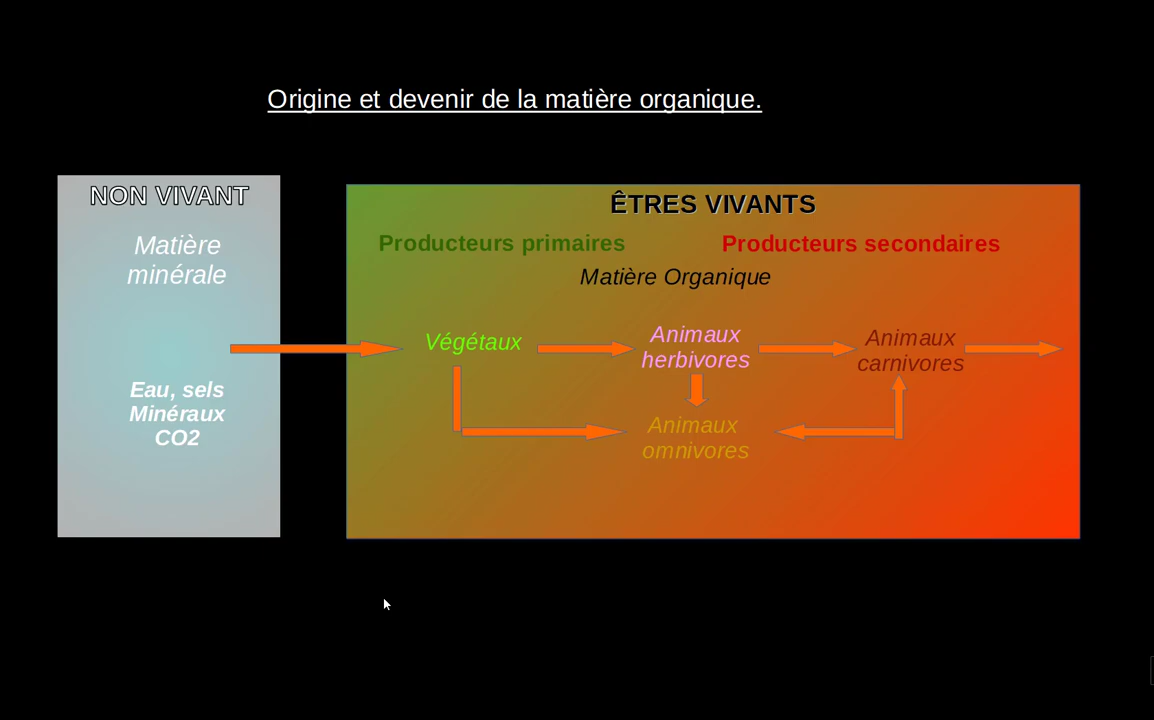 Origine et devenir de la matière organique.
NON VIVANT
Matière
minérale
Eau, sels
Minéraux
CO2
ÊTRES VIVANTS
Producteurs primaires
Producteurs secondaires
Matière Organique
Végétaux
Animaux
herbivores
Animaux
carnivores
Animaux
omnivores